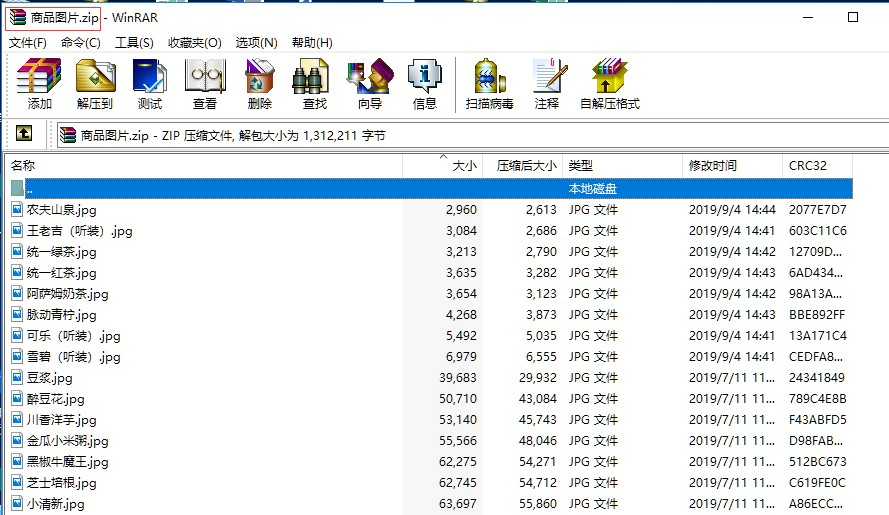 商品图片.zip - WinRAR
文件(F) 命令(C) 工具(S) 收藏夹(O) 选项(N) 帮助(H)
添加 解压到 测试 查看 删除 查找 向导 信息 扫描病毒 注释 自解压格式
商品图片.zip - ZIP 压缩文件, 解包大小为 1,312,211 字节
名称 大小 压缩后大小 类型 修改时间 CRC32
.. 本地磁盘
农夫山泉.jpg 2,960 2,613 JPG 文件 2019/9/4 14:44 2077E7D7
王老吉（听装）.jpg 3,084 2,686 JPG 文件 2019/9/4 14:41 603C11C6
统一绿茶.jpg 3,213 2,790 JPG 文件 2019/9/4 14:42 12709D...
统一红茶.jpg 3,635 3,282 JPG 文件 2019/9/4 14:43 6AD434...
阿萨姆奶茶.jpg 3,654 3,123 JPG 文件 2019/9/4 14:42 98A13A...
脉动青柠.jpg 4,268 3,873 JPG 文件 2019/9/4 14:43 BBE892FF
可乐（听装）.jpg 5,492 5,035 JPG 文件 2019/9/4 14:41 13A171C4
雪碧（听装）.jpg 6,979 6,555 JPG 文件 2019/9/4 14:41 CEDFA8...
豆浆.jpg 39,683 29,932 JPG 文件 2019/7/11 11... 24341849
醉豆花.jpg 50,710 43,084 JPG 文件 2019/7/11 11... 789C4E8B
川香洋芋.jpg 53,140 45,743 JPG 文件 2019/7/11 11... F43ABFD5
金瓜小米粥.jpg 55,566 48,046 JPG 文件 2019/7/11 11... D98FAB...
黑椒牛魔王.jpg 62,275 54,271 JPG 文件 2019/7/11 11... 512BC673
芝士培根.jpg 62,745 54,712 JPG 文件 2019/7/11 11... C619FE0C
小清新.jpg 63,697 55,860 JPG 文件 2019/7/11 11... A86ECC...